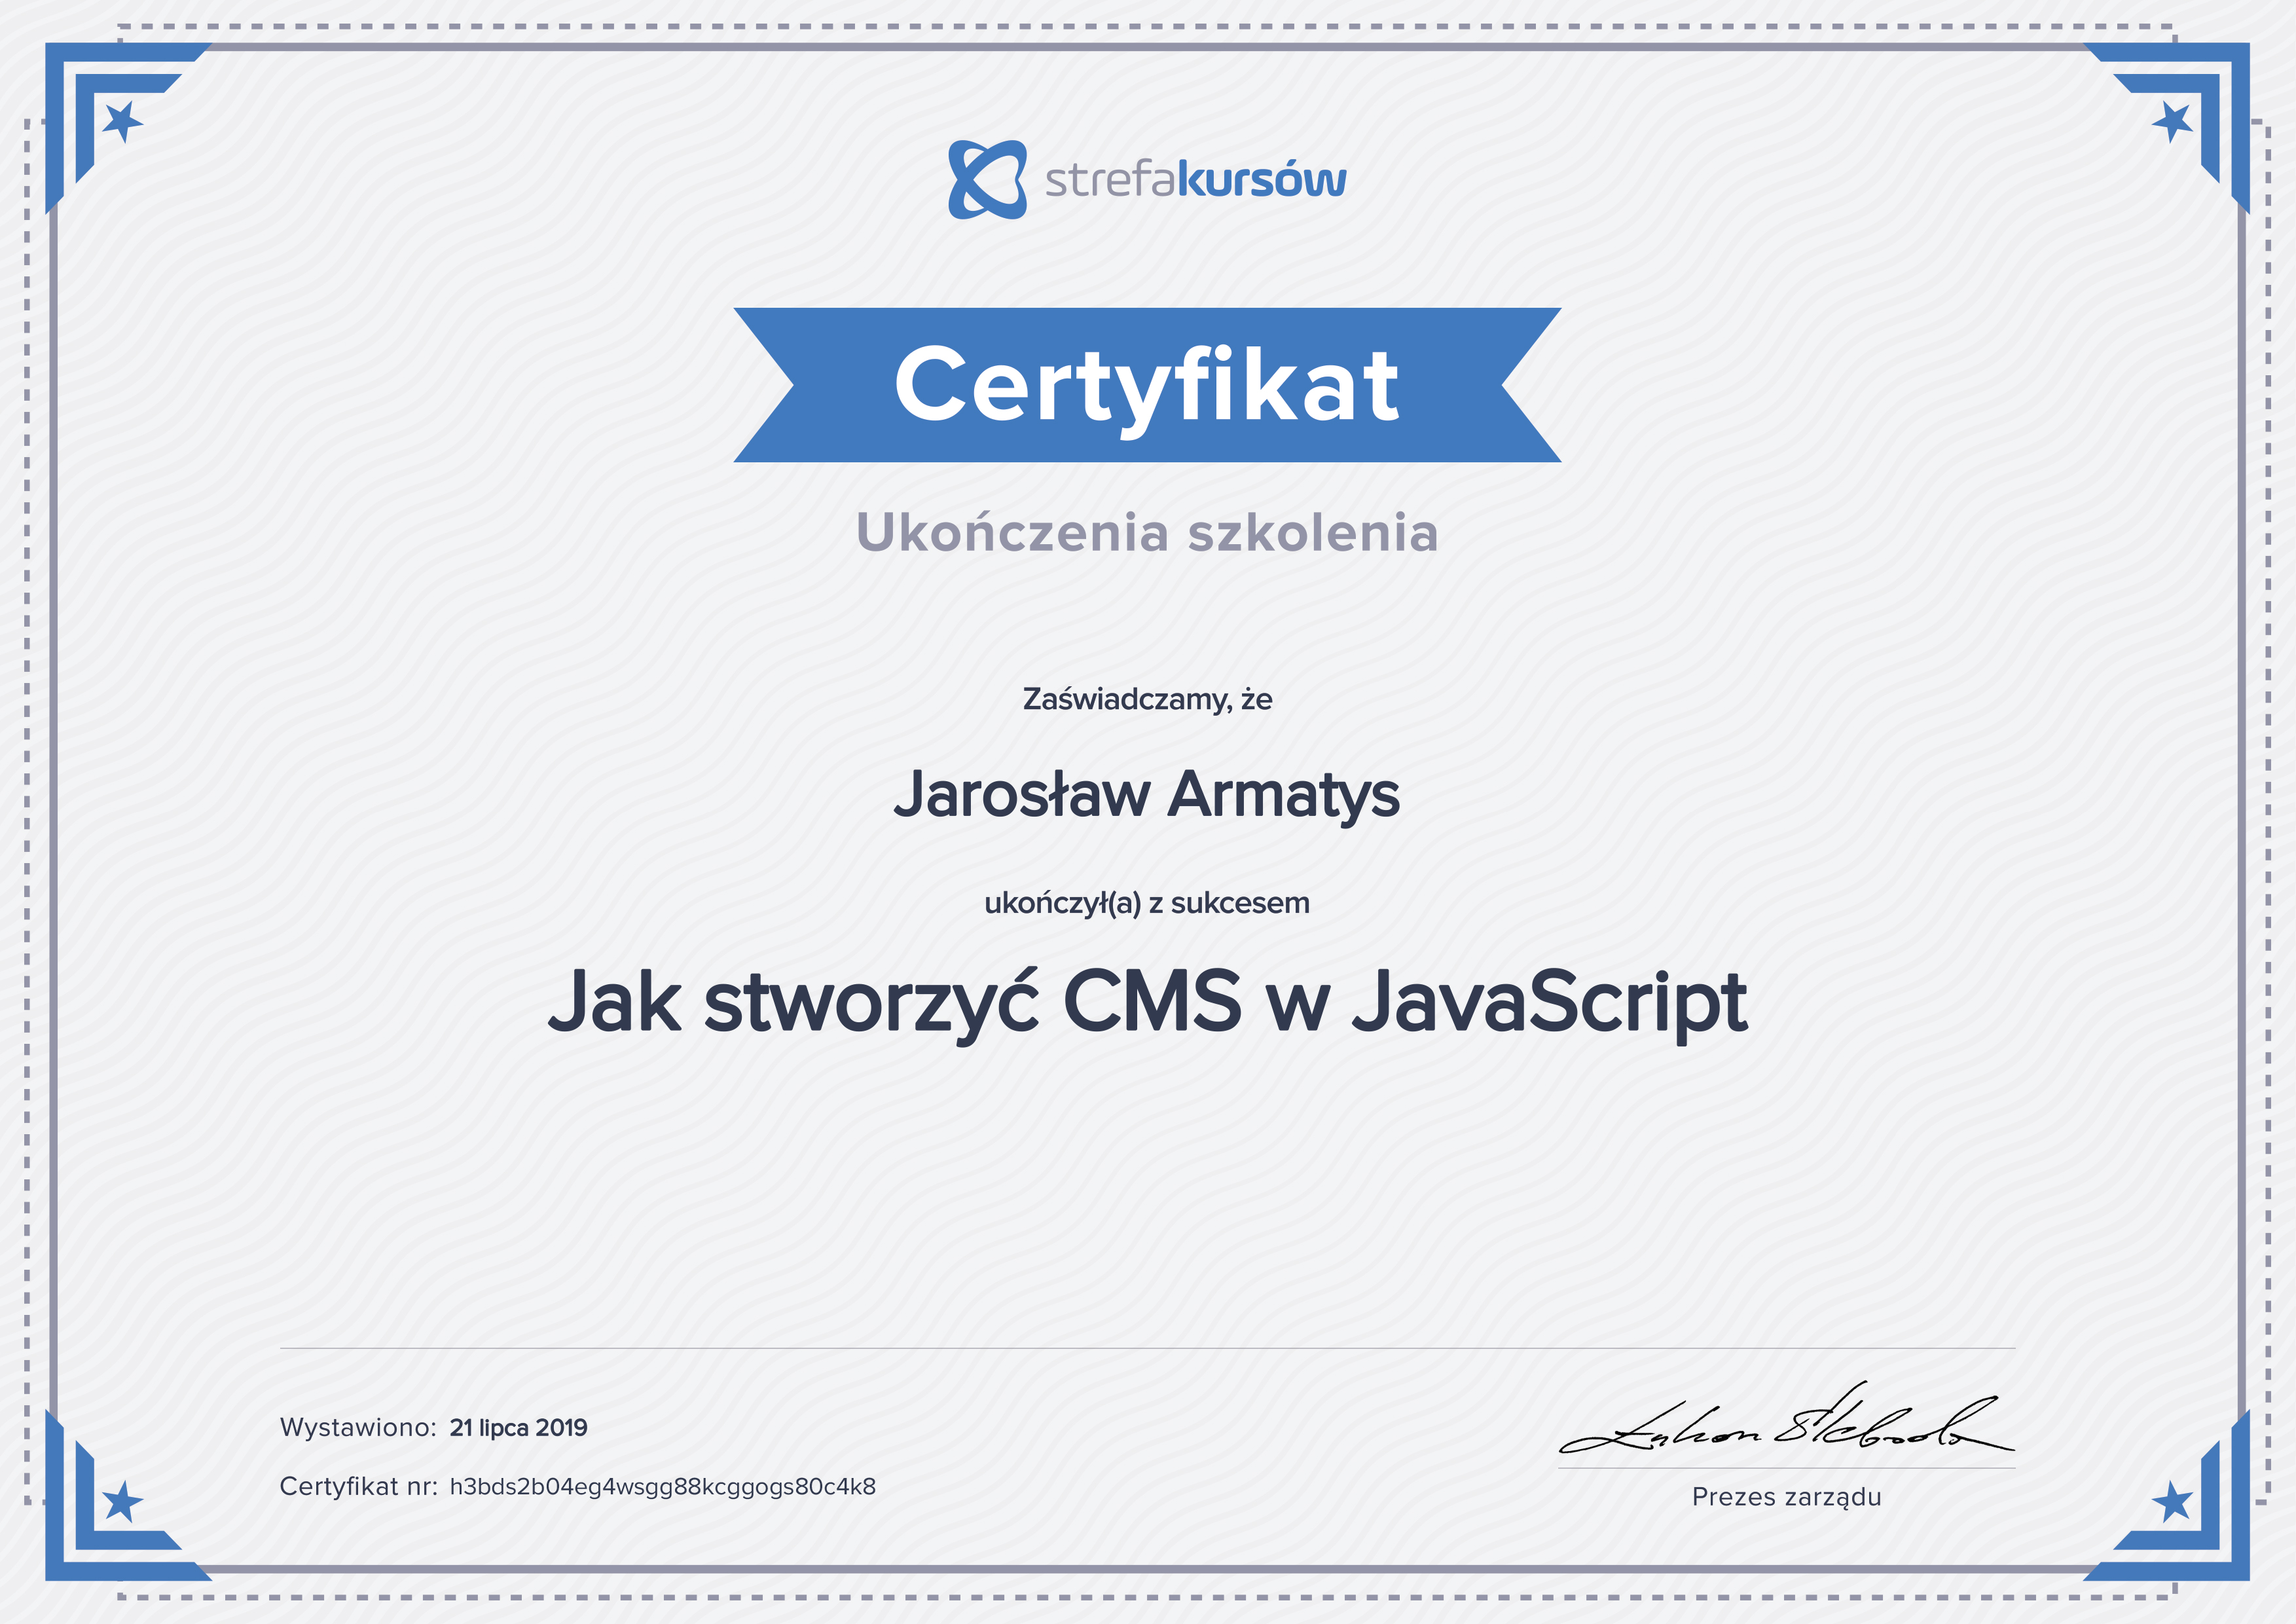 strefakursów
Certyfikat
Ukończenia szkolenia
Zaświadczamy, że
Jarosław Armatys
ukończył(a) z sukcesem
Jak stworzyć CMS w JavaScript
Wystawiono: 21 lipca 2019
Certyfikat nr: h3bds2b04eg4wsgg88kcggogs80c4k8
Prezes zarządu